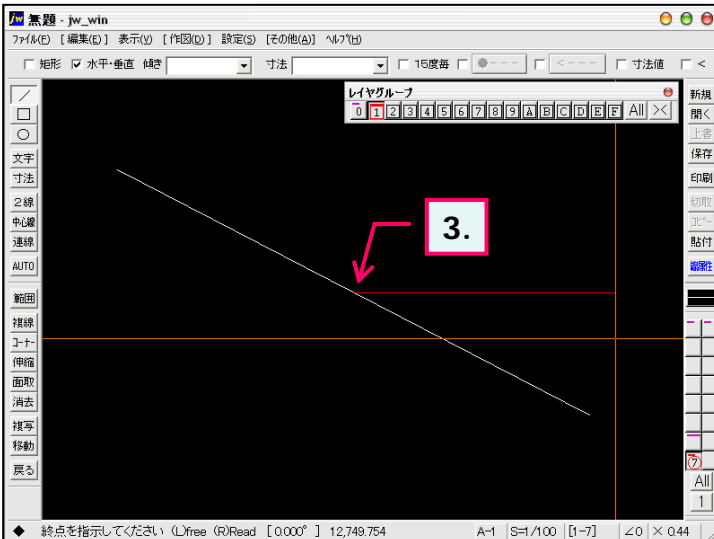 jw 無題 - jw_win
ファイル(F) [編集(E)] 表示(V) [作図(D)] 設定(S) [その他(A)] ヘルプ(H)
矩形 水平・垂直 傾き 寸法 15度毎 ●--- <--- 寸法値 <
レイヤグループ
0 1 2 3 4 5 6 7 8 9 A B C D E F All ><
／
□
○
文字
寸法
2線
中心線
連線
AUTO
範囲
複線
コーナー
伸縮
面取
消去
複写
移動
戻る
3.
新規
開く
上書
保存
印刷
切取
コピー
貼付
線属性
7
All
1
◆ 終点を指示してください (L)free (R)Read [0.000°] 12,749.754 A-1 S=1/100 [1-7] ∠0 × 0.44